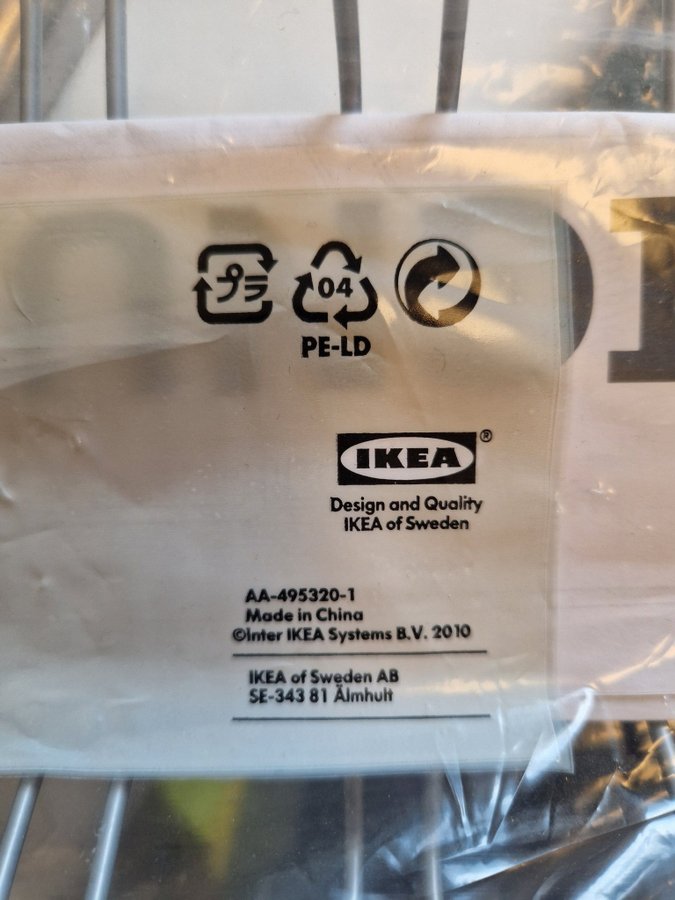 プラ
04
PE-LD
IKEA®
Design and Quality
IKEA of Sweden
AA-495320-1
Made in China
©Inter IKEA Systems B.V. 2010
IKEA of Sweden AB
SE-343 81 Älmhult